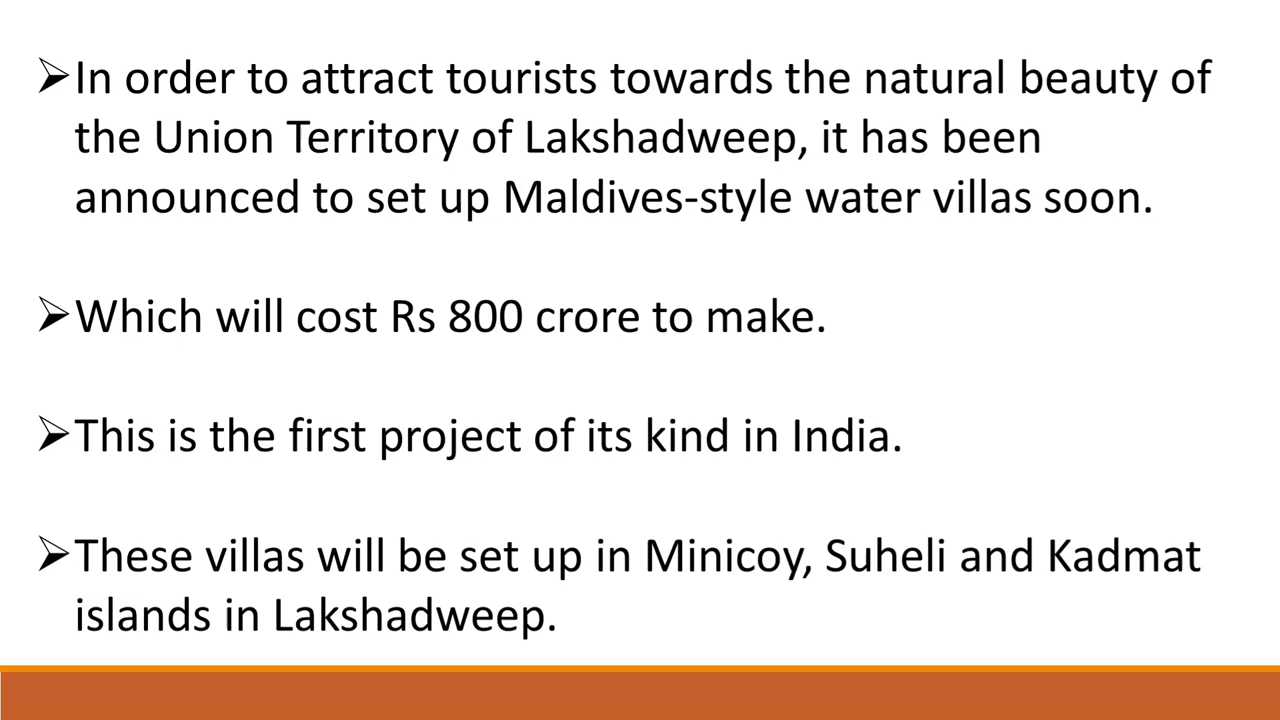 ➢In order to attract tourists towards the natural beauty of
the Union Territory of Lakshadweep, it has been
announced to set up Maldives-style water villas soon.
➢Which will cost Rs 800 crore to make.
➢This is the first project of its kind in India.
➢These villas will be set up in Minicoy, Suheli and Kadmat
islands in Lakshadweep.